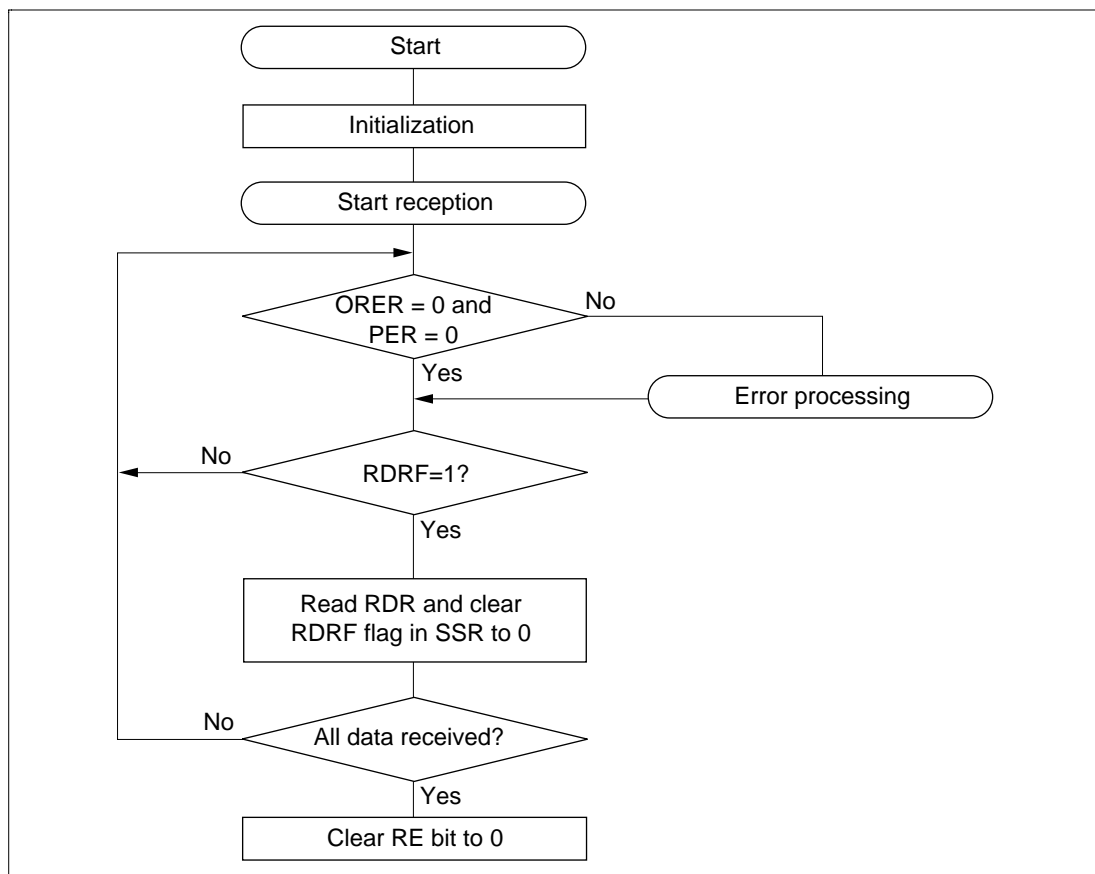 Start
Initialization
Start reception
ORER = 0 and
PER = 0
No
Yes
Error processing
No
RDRF=1?
Yes
Read RDR and clear
RDRF flag in SSR to 0
No
All data received?
Yes
Clear RE bit to 0